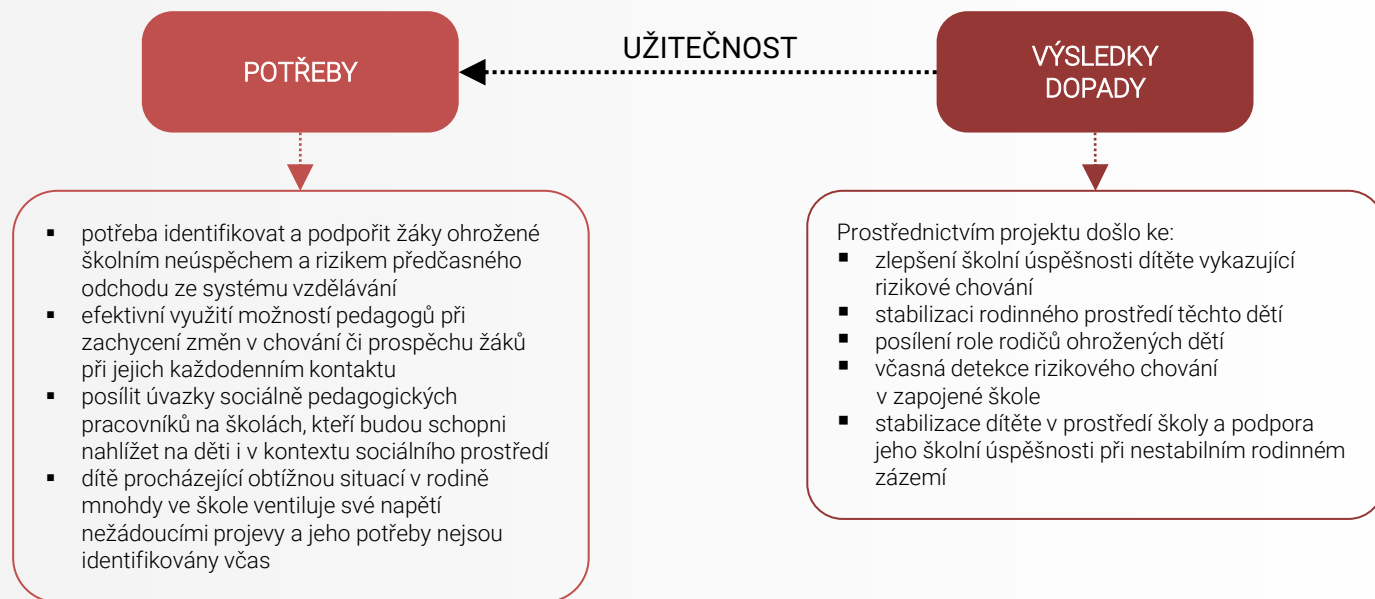 POTŘEBY
UŽITEČNOST
VÝSLEDKY
DOPADY
▪ potřeba identifikovat a podpořit žáky ohrožené
školním neúspěchem a rizikem předčasného
odchodu ze systému vzdělávání
▪ efektivní využití možností pedagogů při
zachycení změn v chování či prospěchu žáků
při jejich každodenním kontaktu
▪ posílit úvazky sociálně pedagogických
pracovníků na školách, kteří budou schopni
nahlížet na děti i v kontextu sociálního prostředí
▪ dítě procházející obtížnou situací v rodině
mnohdy ve škole ventiluje své napětí
nežádoucími projevy a jeho potřeby nejsou
identifikovány včas
Prostřednictvím projektu došlo ke:
▪ zlepšení školní úspěšnosti dítěte vykazující
rizikové chování
▪ stabilizaci rodinného prostředí těchto dětí
▪ posílení role rodičů ohrožených dětí
▪ včasná detekce rizikového chování
v zapojené škole
▪ stabilizace dítěte v prostředí školy a podpora
jeho školní úspěšnosti při nestabilním rodinném
zázemí